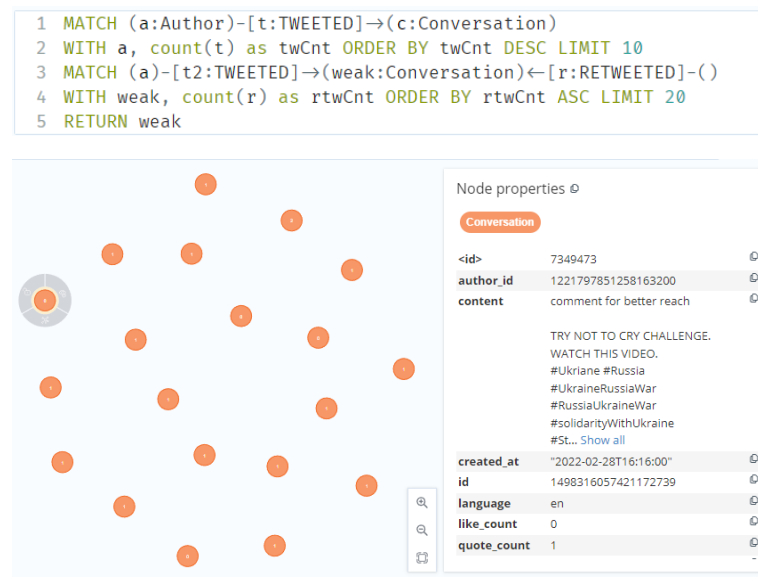 1 MATCH (a:Author)-[t:TWEETED]→(c:Conversation)
2 WITH a, count(t) as twCnt ORDER BY twCnt DESC LIMIT 10
3 MATCH (a)-[t2:TWEETED]→(weak:Conversation)←[r:RETWEETED]-()
4 WITH weak, count(r) as rtwCnt ORDER BY rtwCnt ASC LIMIT 20
5 RETURN weak
Node properties
Conversation
<id> 7349473
author_id 1221797851258163200
content comment for better reach
TRY NOT TO CRY CHALLENGE.
WATCH THIS VIDEO.
#Ukriane #Russia
#UkraineRussiaWar
#RussiaUkraineWar
#solidarityWithUkraine
#St... Show all
created_at "2022-02-28T16:16:00"
id 1498316057421172739
language en
like_count 0
quote_count 1